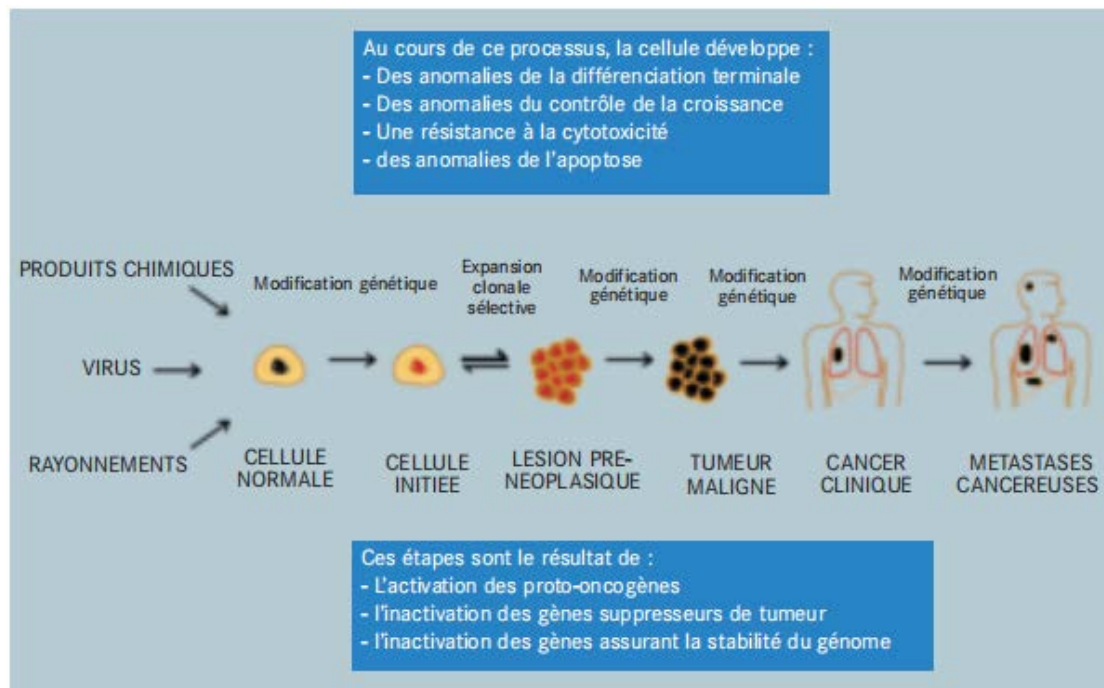 Au cours de ce processus, la cellule développe :
- Des anomalies de la différenciation terminale
- Des anomalies du contrôle de la croissance
- Une résistance à la cytotoxicité
- des anomalies de l'apoptose
PRODUITS CHIMIQUES
VIRUS
RAYONNEMENTS
Modification génétique
Expansion
clonale
sélective
Modification
génétique
Modification
génétique
Modification
génétique
CELLULE
NORMALE
CELLULE
INITIEE
LESION PRE-
NEOPLASIQUE
TUMEUR
MALIGNE
CANCER
CLINIQUE
METASTASES
CANCEREUSES
Ces étapes sont le résultat de :
- L'activation des proto-oncogènes
- l'inactivation des gènes suppresseurs de tumeur
- l'inactivation des gènes assurant la stabilité du génome